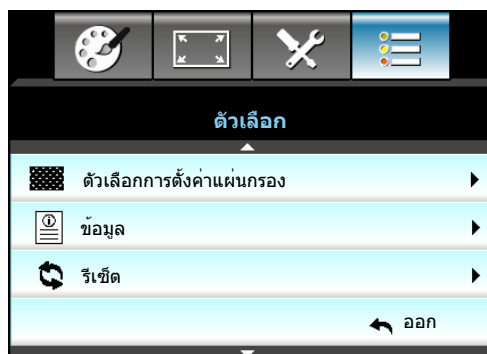 ตัวเลือก
ตัวเลือกการตั้งค่าแผ่นกรอง
ข้อมูล
รีเซ็ต
ออก